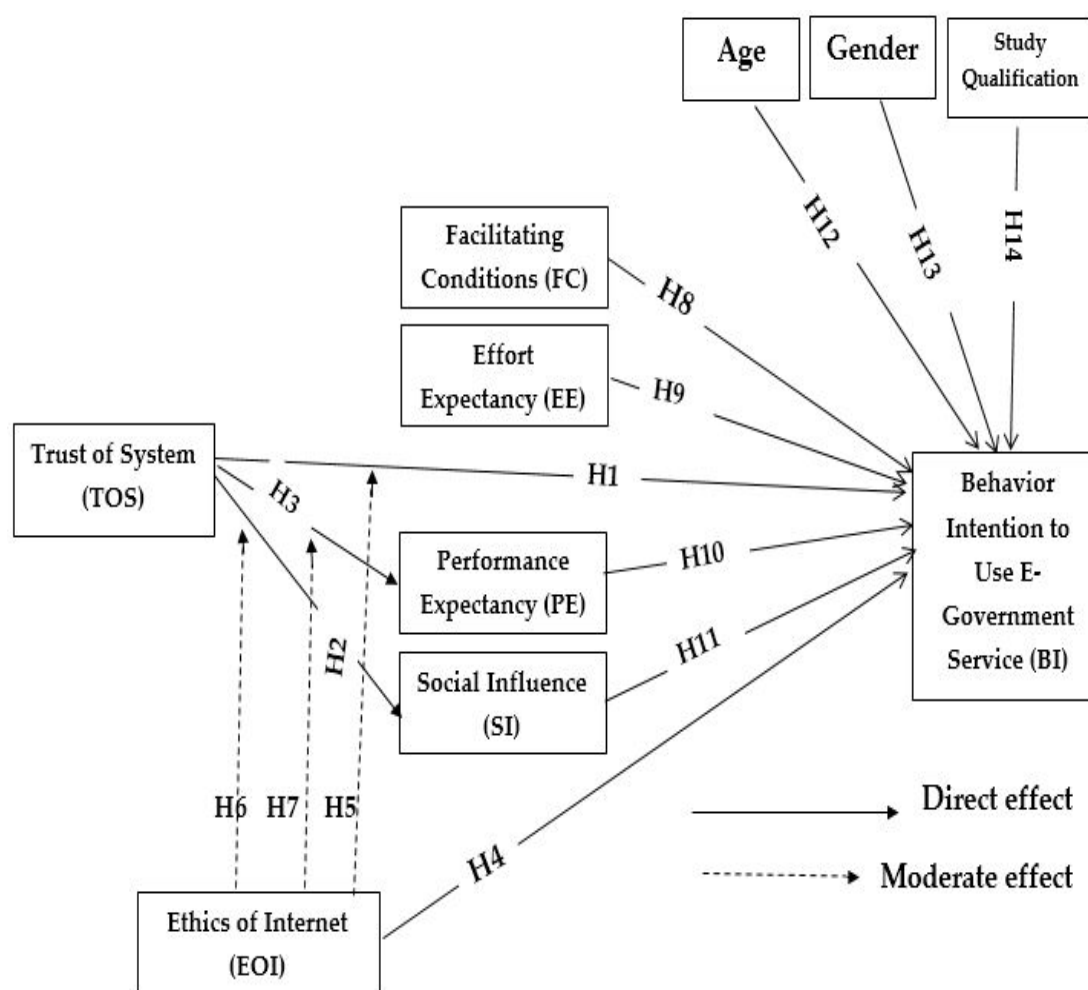 Age
Gender
Study
Qualification
H12
H13
H14
Facilitating
Conditions (FC)
H8
Effort
Expectancy (EE)
H9
Trust of System
(TOS)
H1
H3
Behavior
Intention to
Use E-
Government
Service (BI)
Performance
Expectancy (PE)
H10
H2
Social Influence
(SI)
H11
H6
H7
H5
H4
Direct effect
Moderate effect
Ethics of Internet
(EOI)